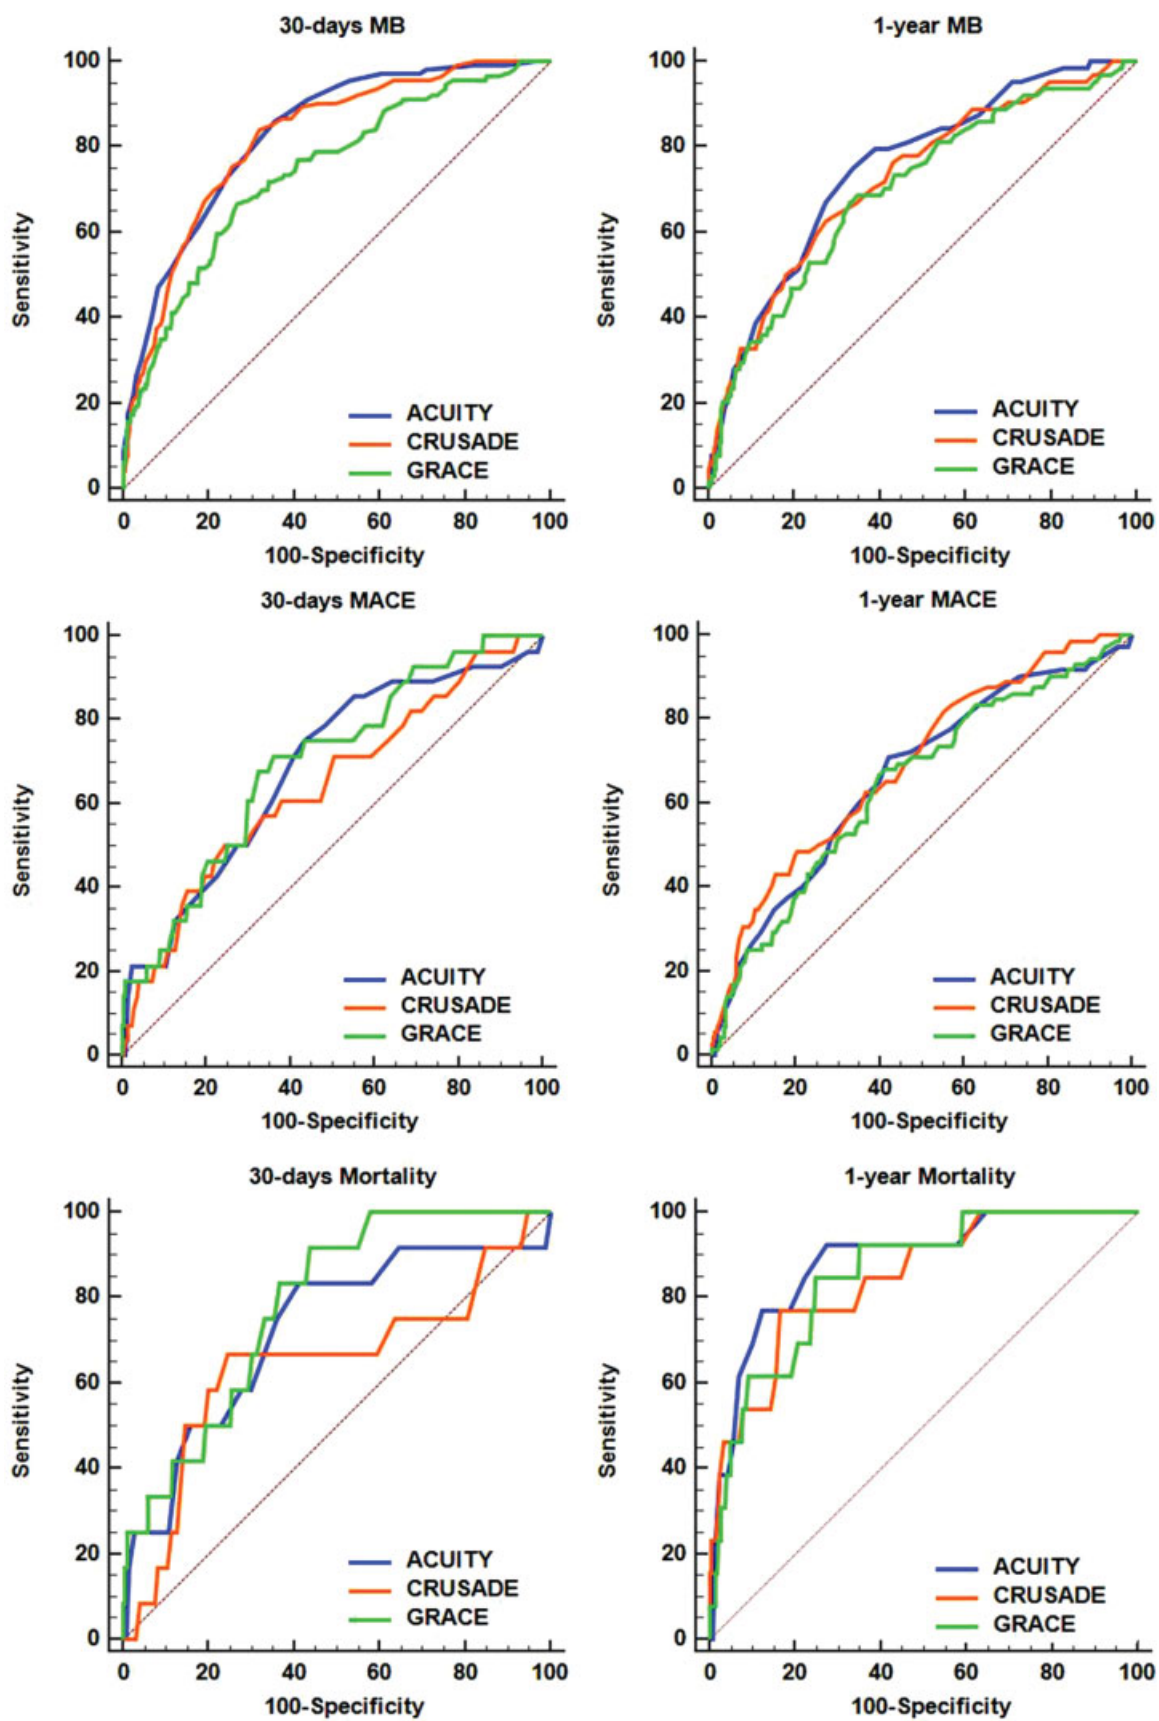 30-days MB
1-year MB
Sensitivity
100
80
60
40
20
0
ACUITY
CRUSADE
GRACE
0 20 40 60 80 100
100-Specificity
Sensitivity
100
80
60
40
20
0
ACUITY
CRUSADE
GRACE
0 20 40 60 80 100
100-Specificity
30-days MACE
1-year MACE
Sensitivity
100
80
60
40
20
0
ACUITY
CRUSADE
GRACE
0 20 40 60 80 100
100-Specificity
Sensitivity
100
80
60
40
20
0
ACUITY
CRUSADE
GRACE
0 20 40 60 80 100
100-Specificity
30-days Mortality
1-year Mortality
Sensitivity
100
80
60
40
20
0
ACUITY
CRUSADE
GRACE
0 20 40 60 80 100
100-Specificity
Sensitivity
100
80
60
40
20
0
ACUITY
CRUSADE
GRACE
0 20 40 60 80 100
100-Specificity